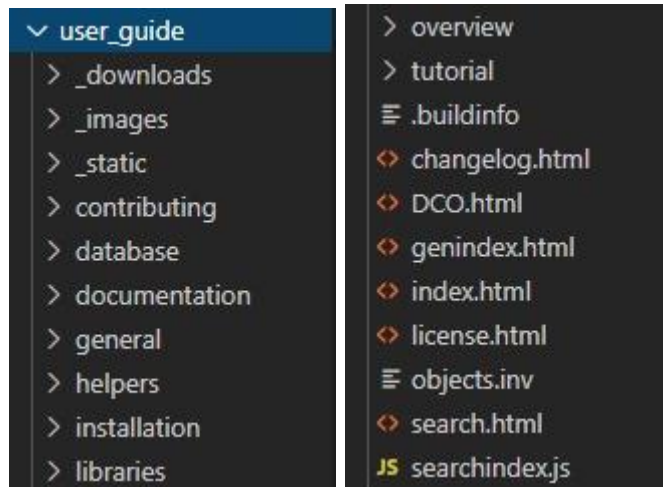 user_guide
_downloads
_images
_static
contributing
database
documentation
general
helpers
installation
libraries
overview
tutorial
.buildinfo
changelog.html
DCO.html
genindex.html
index.html
license.html
objects.inv
search.html
JS searchindex.js